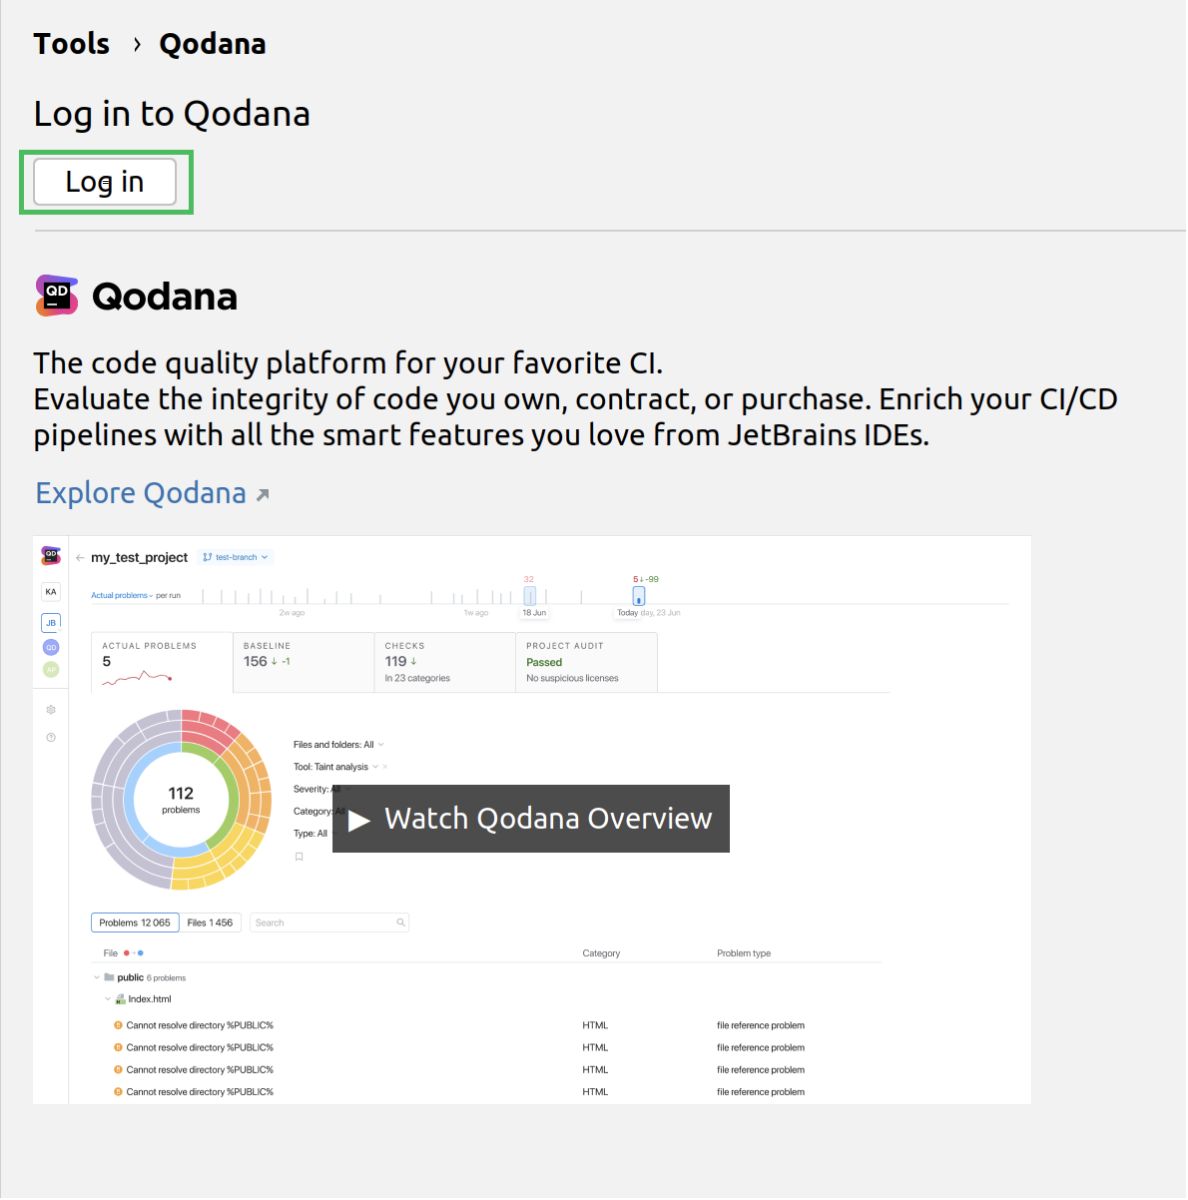 Tools › Qodana
Log in to Qodana
Log in
QD Qodana
The code quality platform for your favorite CI.
Evaluate the integrity of code you own, contract, or purchase. Enrich your CI/CD
pipelines with all the smart features you love from JetBrains IDEs.
Explore Qodana
QD
← my_test_project test-branch
KA
JB
QD
AP
32 5↓-99
Actual problems per run
2w ago 1w ago 18 Jun Today day, 23 Jun
ACTUAL PROBLEMS BASELINE CHECKS PROJECT AUDIT
5 156 ↓ -1 119 ↓ Passed
In 23 categories No suspicious licenses
112
problems
Files and folders: All
Tool: Taint analysis ×
Severity: All
Category: All
Type: All
▶ Watch Qodana Overview
Problems 12 065 Files 1 456 Search
File Category Problem type
public 6 problems
Index.html
Cannot resolve directory %PUBLIC% HTML file reference problem
Cannot resolve directory %PUBLIC% HTML file reference problem
Cannot resolve directory %PUBLIC% HTML file reference problem
Cannot resolve directory %PUBLIC% HTML file reference problem